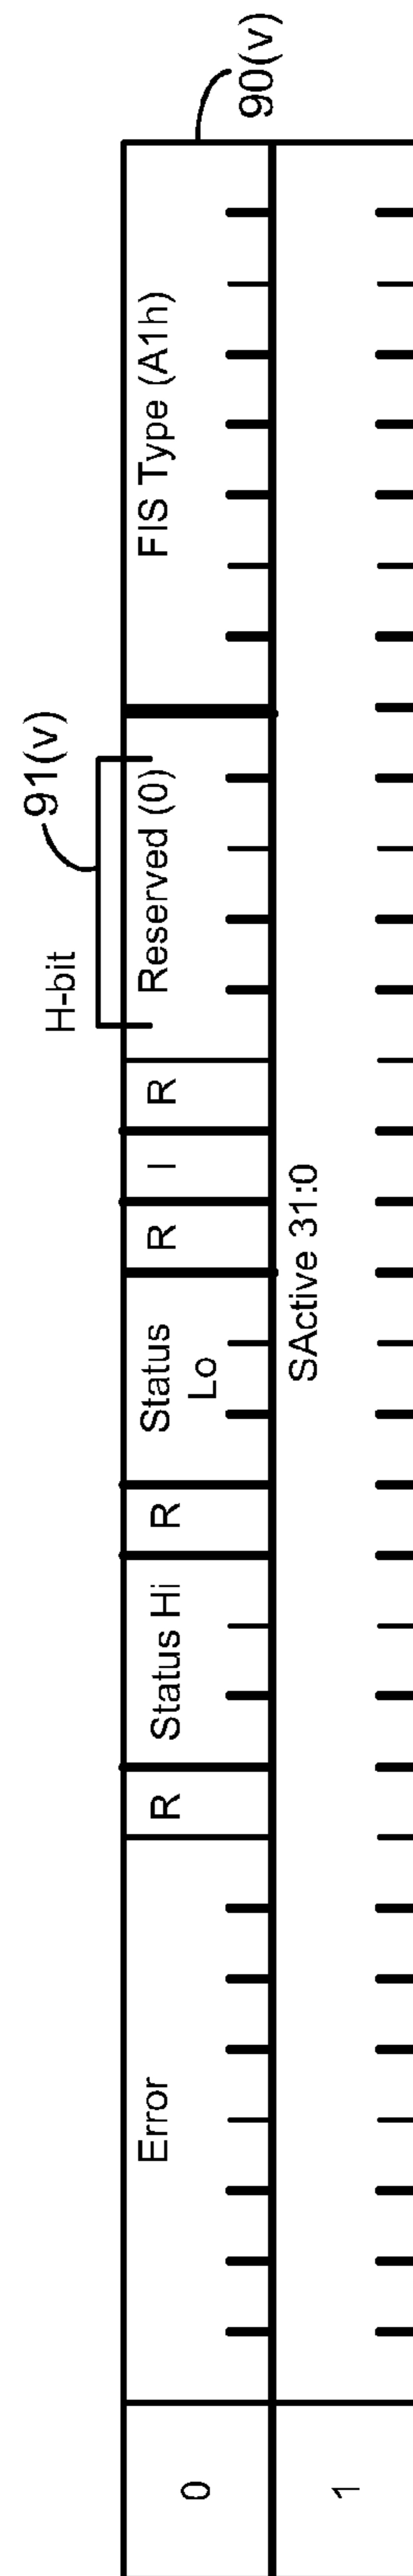 H-bit
91(v)
90(v)
0
Error
R
Status Hi
R
Status
Lo
R
I
R
Reserved (0)
FIS Type (A1h)
1
SActive 31:0